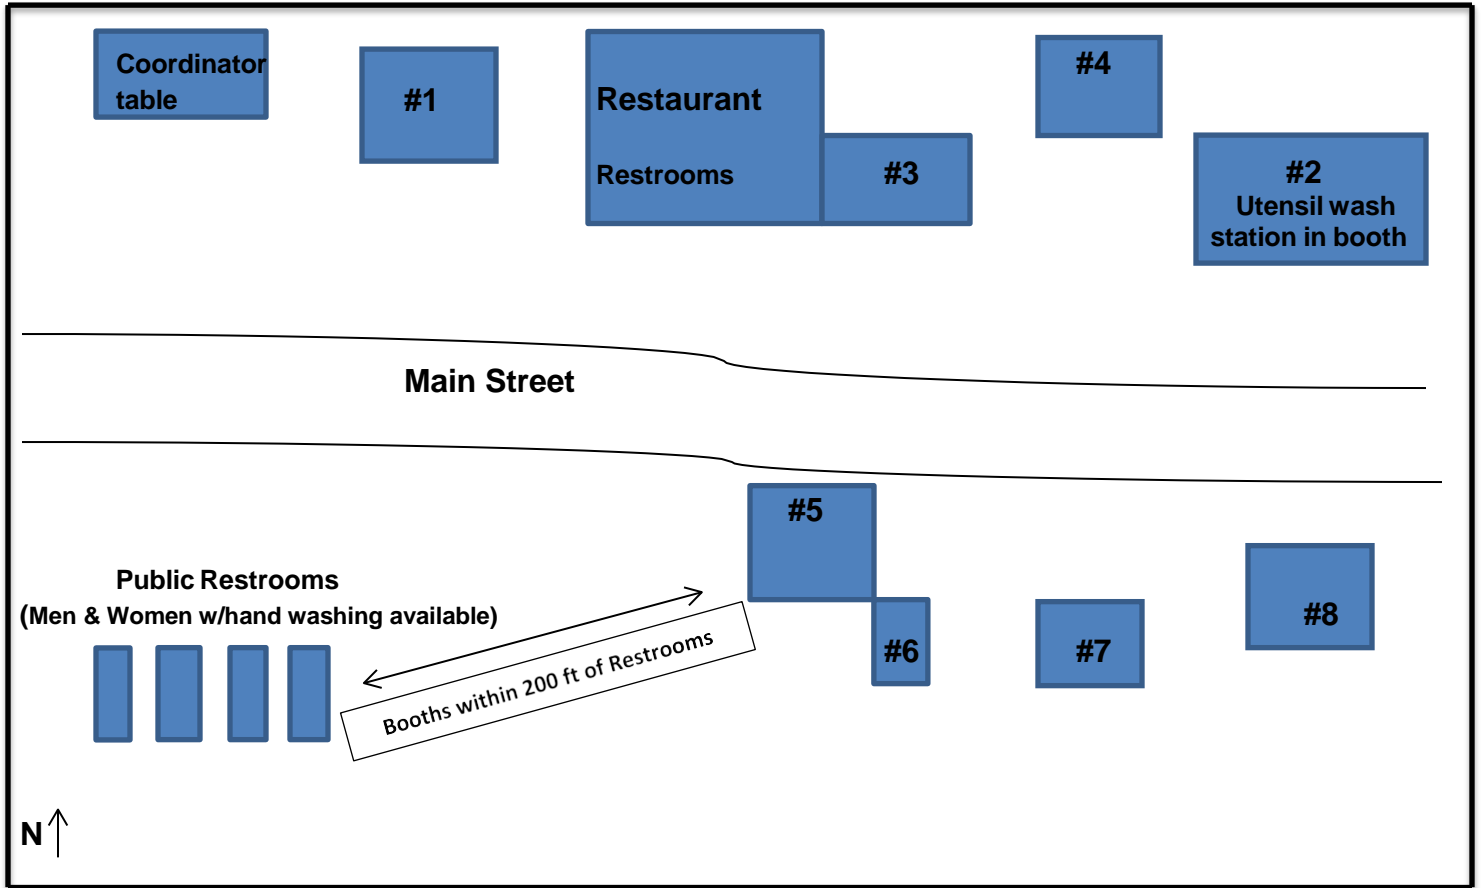 Coordinator
table
#1
Restaurant
Restrooms
#3
#4
#2
Utensil wash
station in booth
Main Street
#5
Public Restrooms
(Men & Women w/hand washing available)
Booths within 200 ft of Restrooms
#6
#7
#8
N